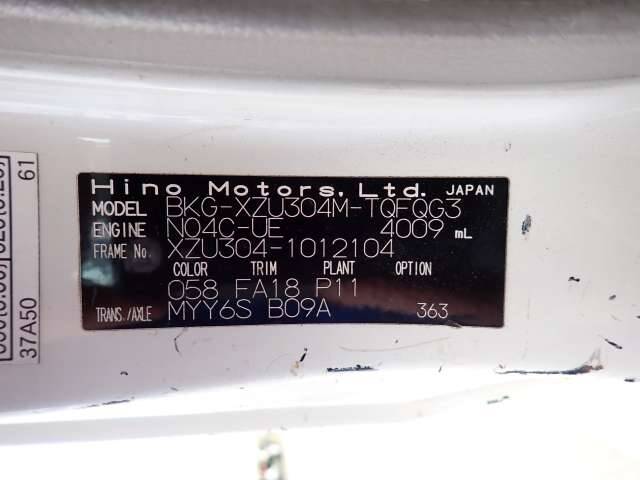 Hino Motors, Ltd. JAPAN
MODEL BKG-XZU304M-TQFQG3
ENGINE N04C-UE 4009 mL
FRAME No. XZU304-1012104
COLOR TRIM PLANT OPTION
058 FA18 P11
TRANS./AXLE MYY6S B09A 363
37A50 61